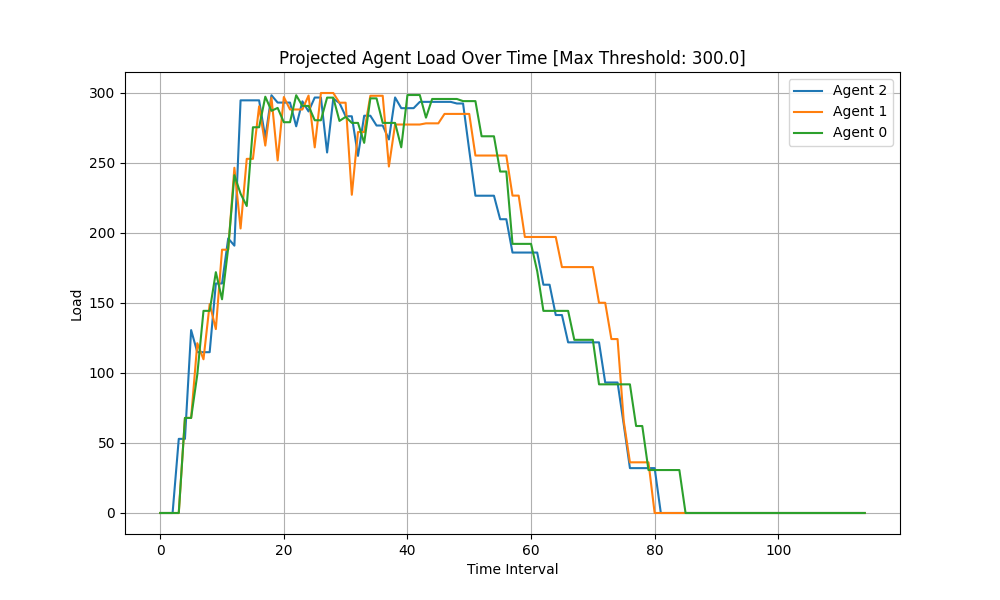 Projected Agent Load Over Time [Max Threshold: 300.0]
Agent 2
Agent 1
Agent 0
300
250
200
150
100
50
0
Load
0 20 40 60 80 100
Time Interval